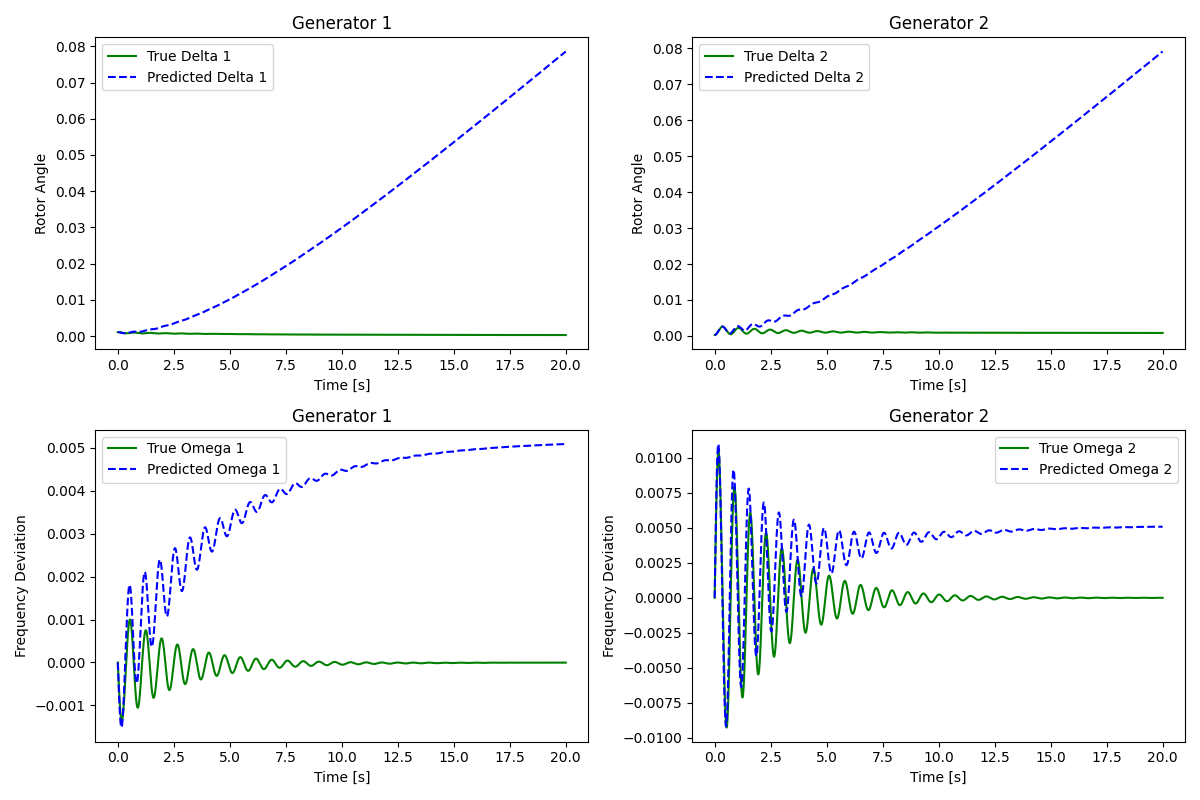 Generator 1
True Delta 1
Predicted Delta 1
0.08
0.07
0.06
0.05
0.04
0.03
0.02
0.01
0.00
Rotor Angle
0.0 2.5 5.0 7.5 10.0 12.5 15.0 17.5 20.0
Time [s]
Generator 2
True Delta 2
Predicted Delta 2
0.08
0.07
0.06
0.05
0.04
0.03
0.02
0.01
0.00
Rotor Angle
0.0 2.5 5.0 7.5 10.0 12.5 15.0 17.5 20.0
Time [s]
Generator 1
True Omega 1
Predicted Omega 1
0.005
0.004
0.003
0.002
0.001
0.000
−0.001
Frequency Deviation
0.0 2.5 5.0 7.5 10.0 12.5 15.0 17.5 20.0
Time [s]
Generator 2
True Omega 2
Predicted Omega 2
0.0100
0.0075
0.0050
0.0025
0.0000
−0.0025
−0.0050
−0.0075
−0.0100
Frequency Deviation
0.0 2.5 5.0 7.5 10.0 12.5 15.0 17.5 20.0
Time [s]